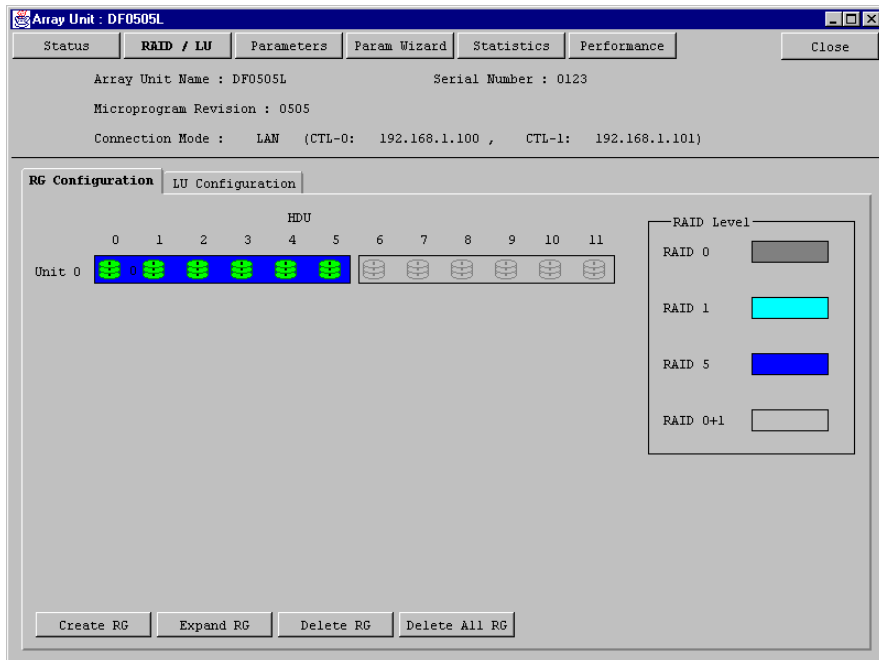 Array Unit : DF0505L
Status RAID / LU Parameters Param Wizard Statistics Performance Close
Array Unit Name : DF0505L Serial Number : 0123
Microprogram Revision : 0505
Connection Mode : LAN (CTL-0: 192.168.1.100 , CTL-1: 192.168.1.101)
RG Configuration LU Configuration
HDU
0 1 2 3 4 5 6 7 8 9 10 11
Unit 0 0
RAID Level
RAID 0
RAID 1
RAID 5
RAID 0+1
Create RG Expand RG Delete RG Delete All RG